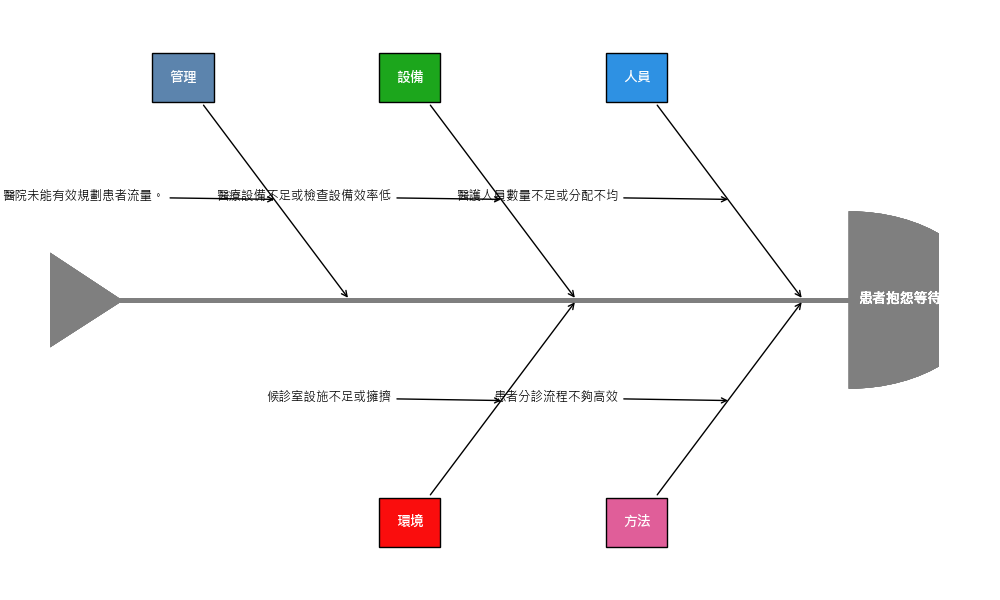 管理
設備
人員
醫院未能有效規劃患者流量。
醫療設備不足或檢查設備效率低
醫護人員數量不足或分配不均
患者抱怨等待
候診室設施不足或擁擠
患者分診流程不夠高效
環境
方法